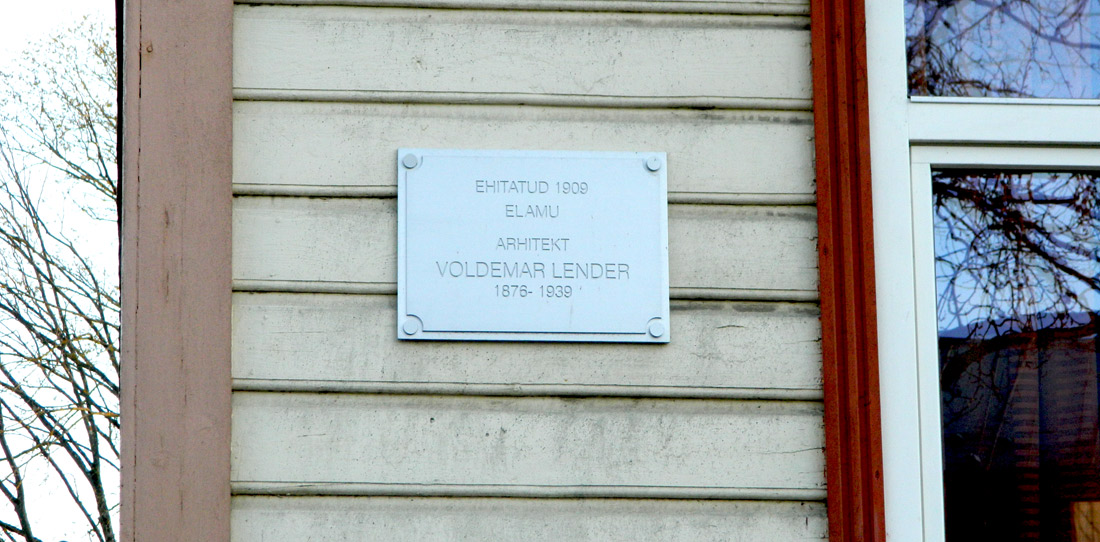 EHITATUD 1909
ELAMU
ARHITEKT
VOLDEMAR LENDER
1876- 1939